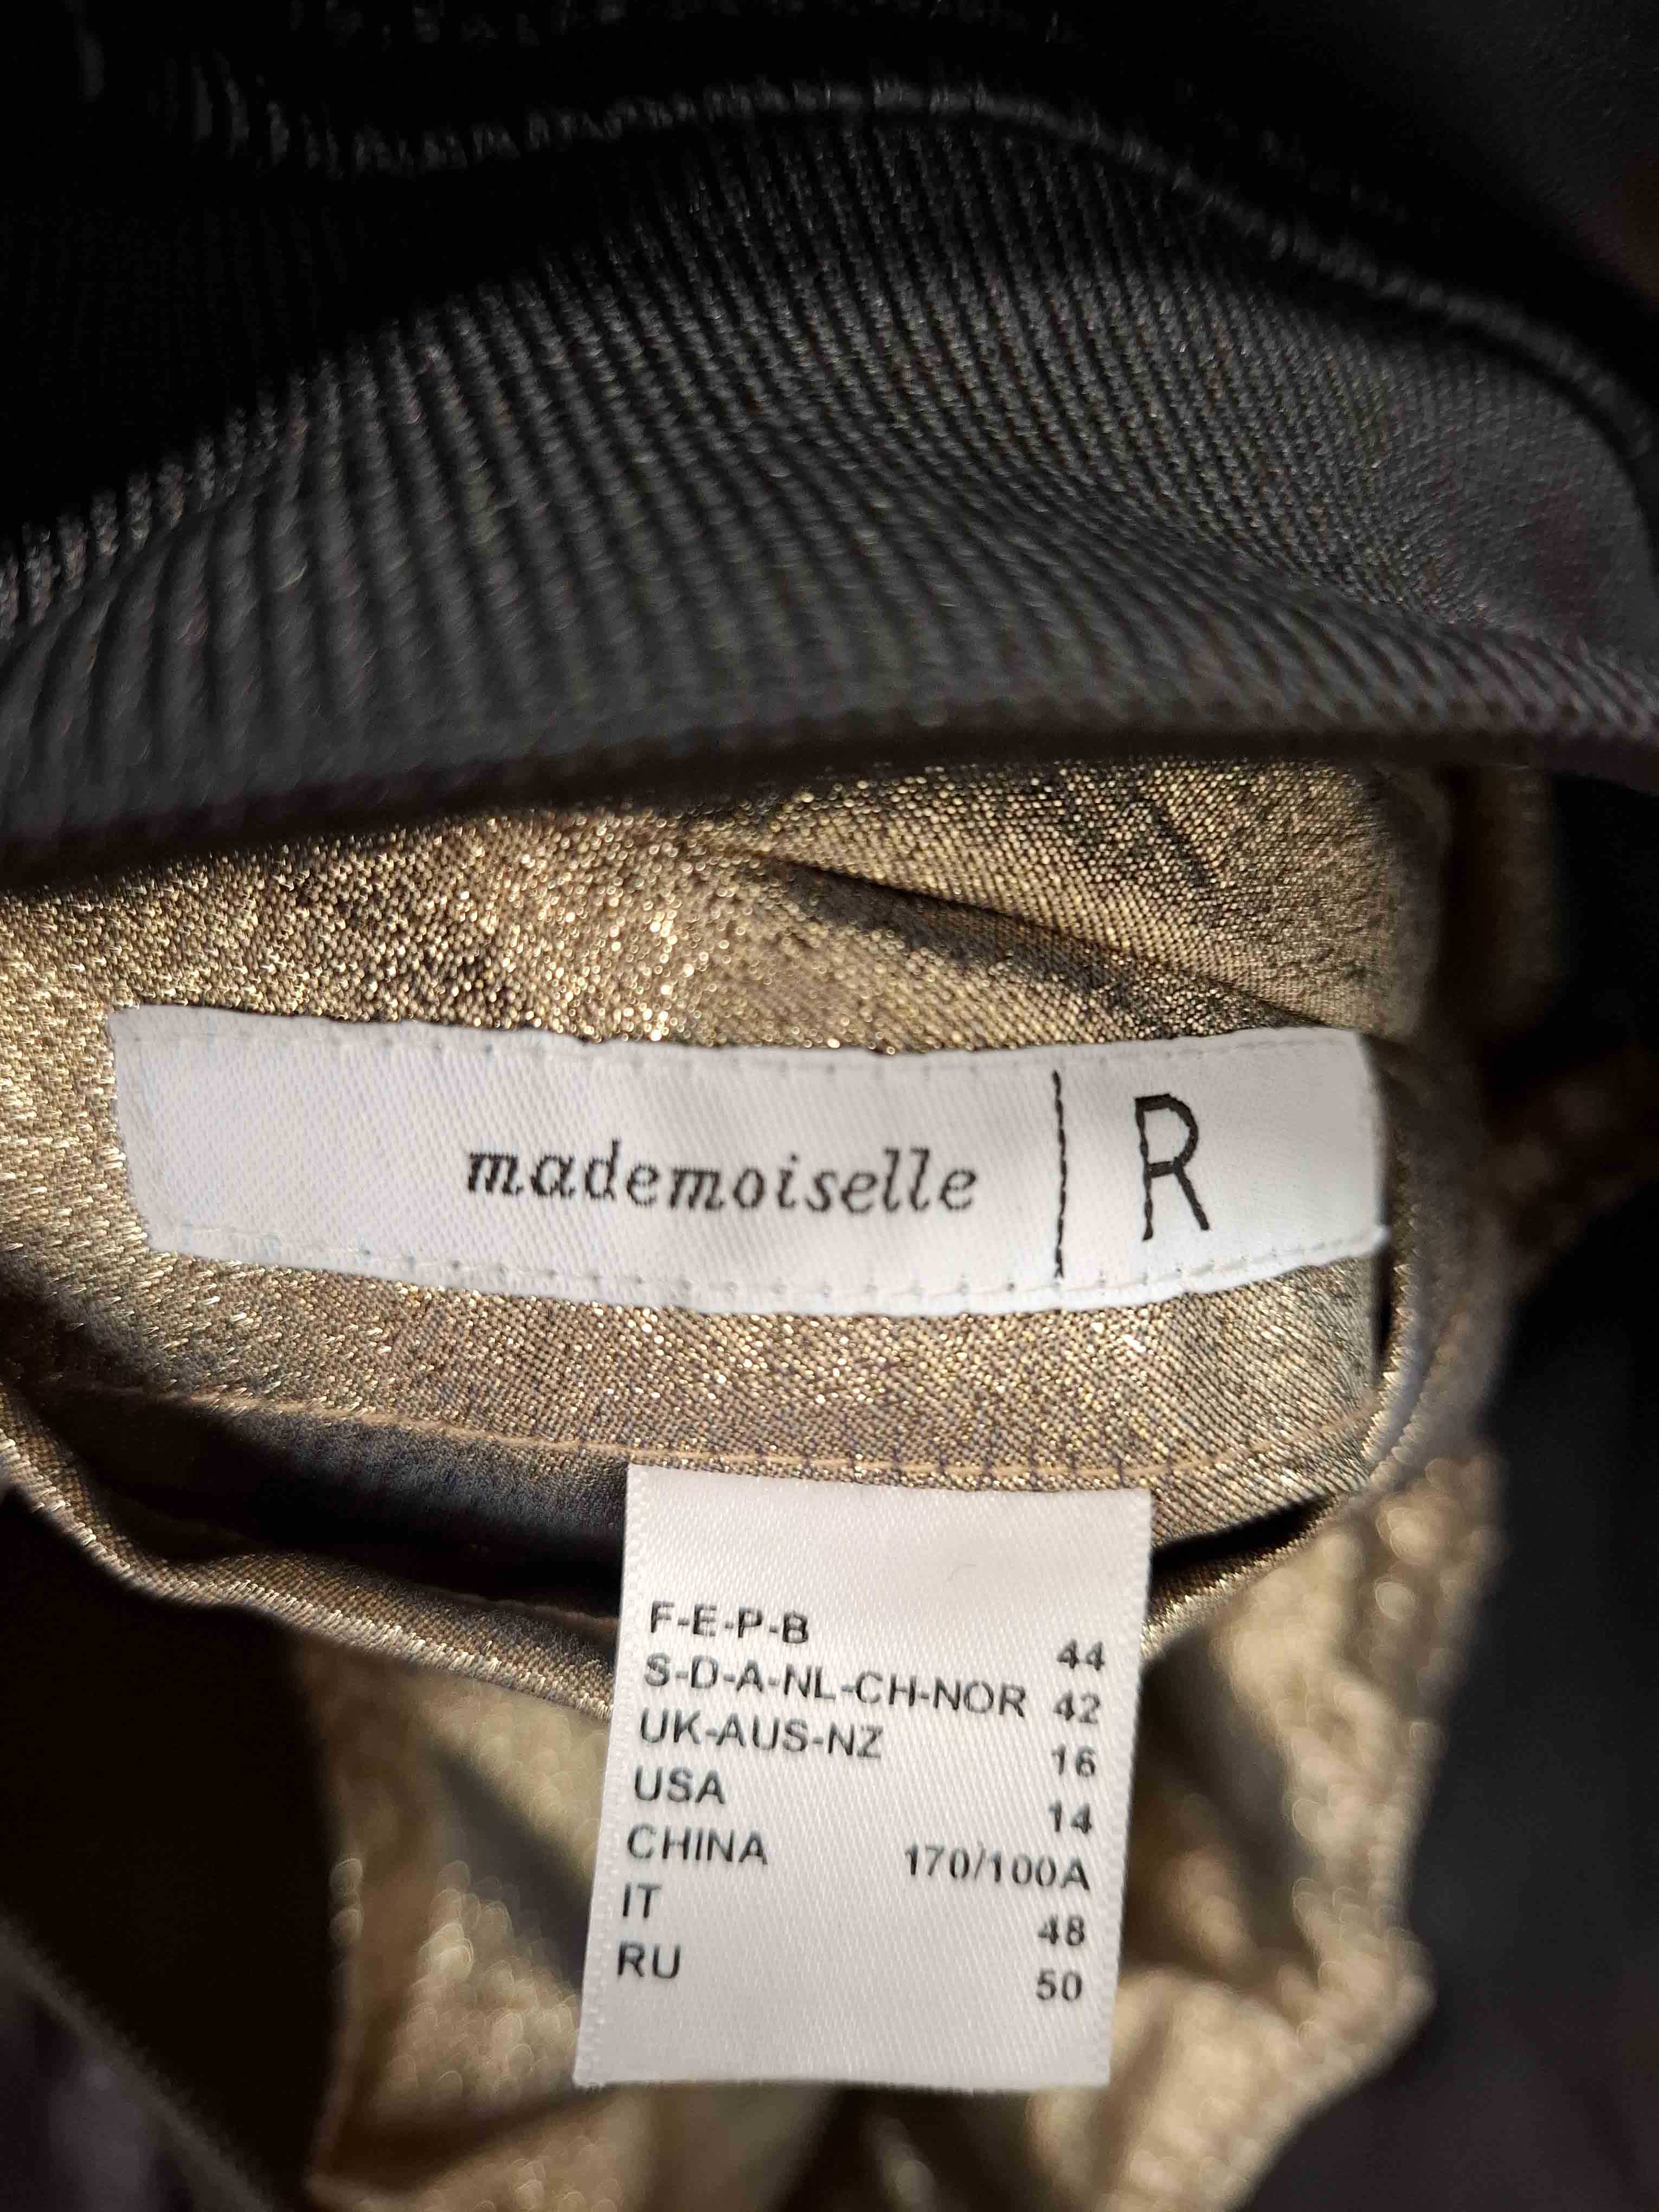 mademoiselle | R
F-E-P-B 44
S-D-A-NL-CH-NOR 42
UK-AUS-NZ 16
USA 14
CHINA 170/100A
IT 48
RU 50